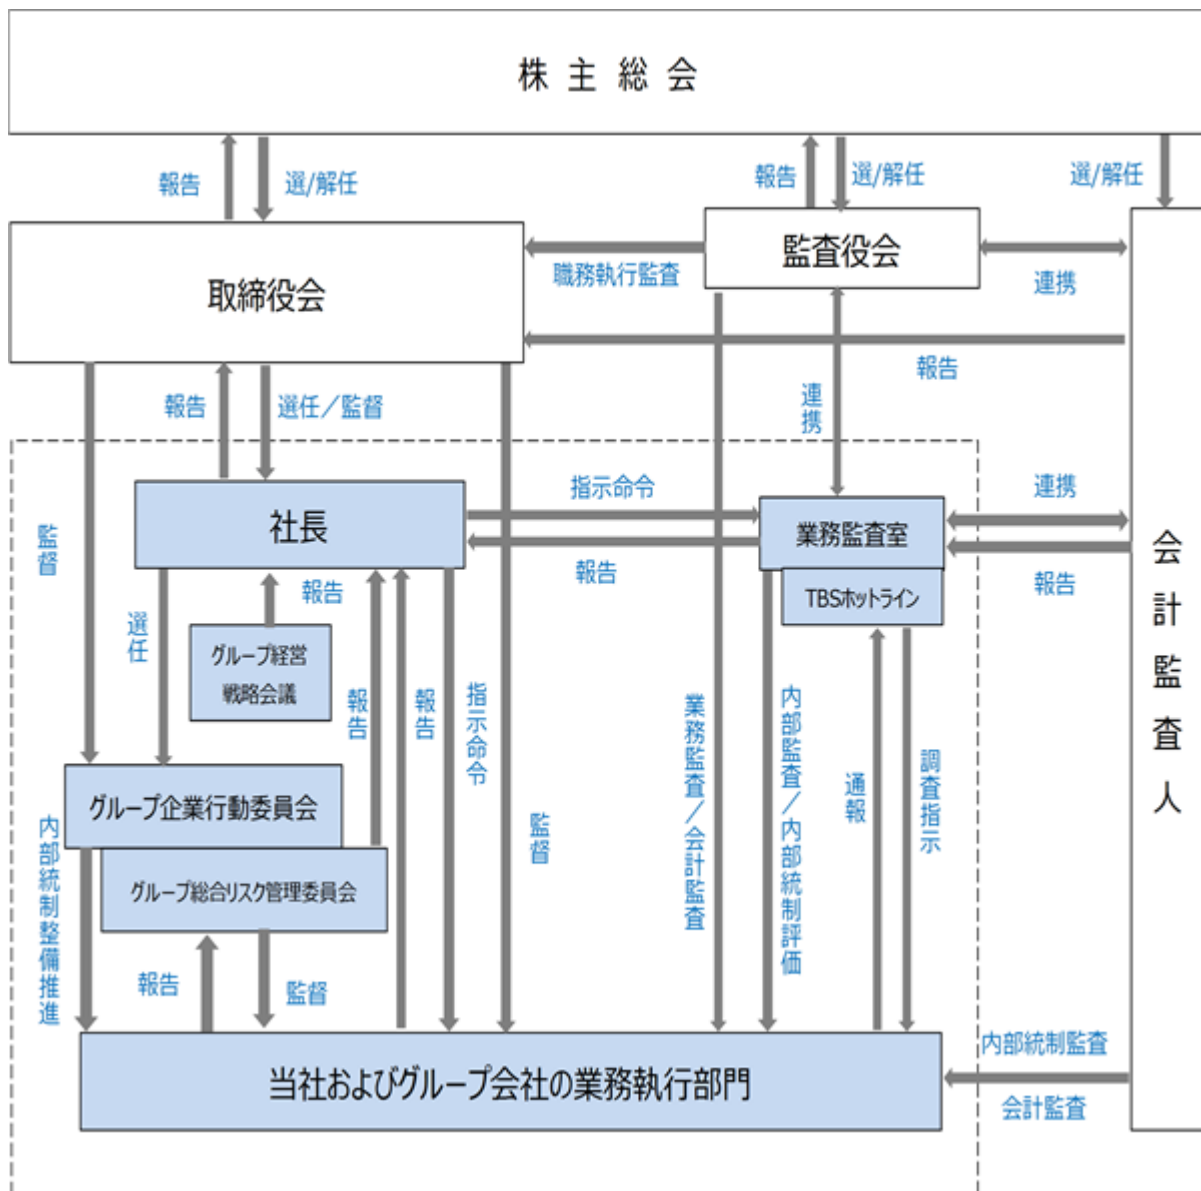 株主総会
報告
選/解任
報告
選/解任
選/解任
取締役会
監査役会
職務執行監査
連携
報告
報告
選任／監督
連携
監督
社長
指示命令
報告
業務監査室
TBSホットライン
連携
報告
会計監査人
選任
報告
グループ経営
戦略会議
報告
報告
指示命令
監督
業務監査／会計監査
内部監査／内部統制評価
通報
調査指示
グループ企業行動委員会
グループ総合リスク管理委員会
内部統制整備推進
報告
監督
当社およびグループ会社の業務執行部門
内部統制監査
会計監査